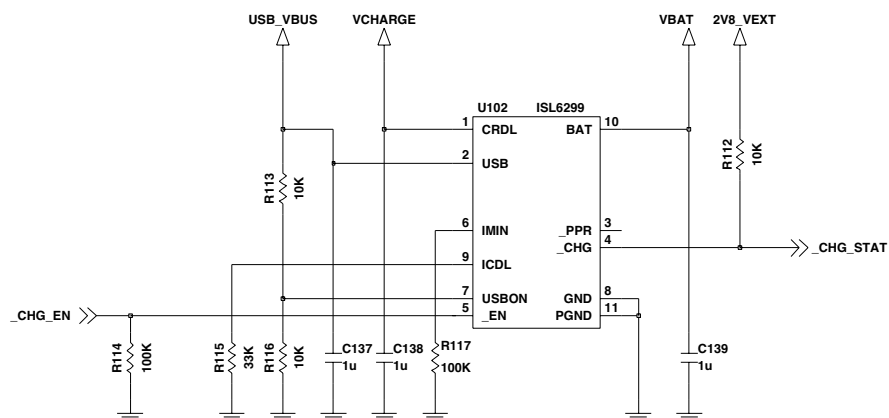 USB_VBUS
VCHARGE
VBAT
2V8_VEXT
U102
ISL6299
1
CRDL
BAT
10
2
USB
R112
10K
R113
10K
6
IMIN
_PPR
3
_CHG
4
_CHG_STAT
9
ICDL
7
USBON
GND
8
_CHG_EN
5
_EN
PGND
11
R114
100K
R115
33K
R116
10K
C137
1u
C138
1u
R117
100K
C139
1u